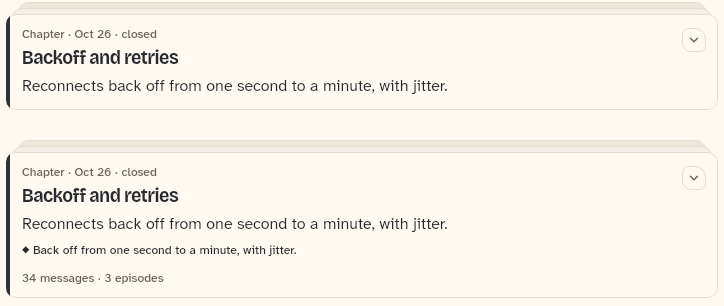 Chapter · Oct 26 · closed
Backoff and retries
Reconnects back off from one second to a minute, with jitter.
Chapter · Oct 26 · closed
Backoff and retries
Reconnects back off from one second to a minute, with jitter.
◆ Back off from one second to a minute, with jitter.
34 messages · 3 episodes